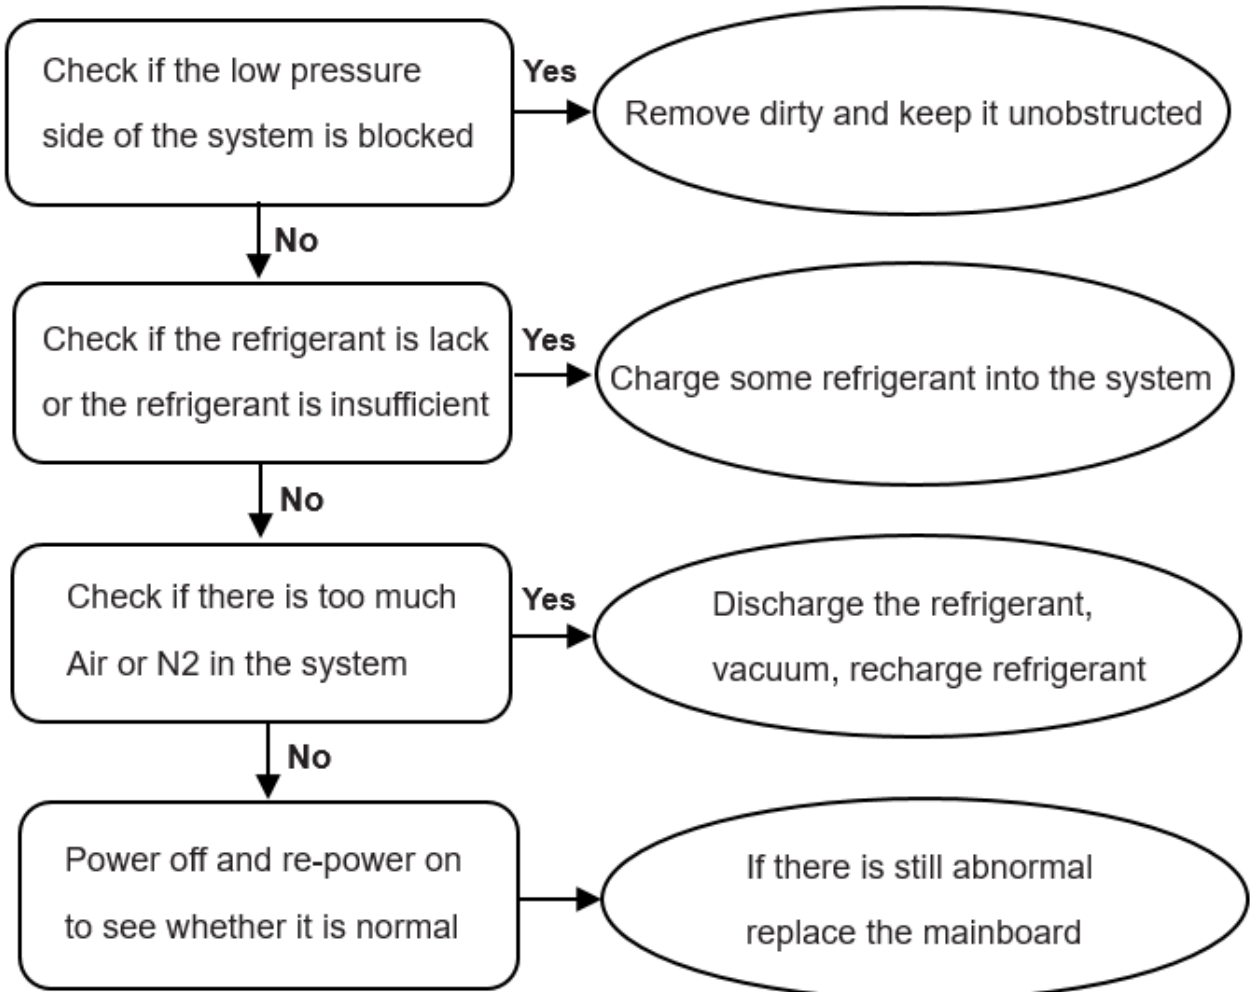 Check if the low pressure
side of the system is blocked
Yes
Remove dirty and keep it unobstructed
No
Check if the refrigerant is lack
or the refrigerant is insufficient
Yes
Charge some refrigerant into the system
No
Check if there is too much
Air or N2 in the system
Yes
Discharge the refrigerant,
vacuum, recharge refrigerant
No
Power off and re-power on
to see whether it is normal
If there is still abnormal
replace the mainboard